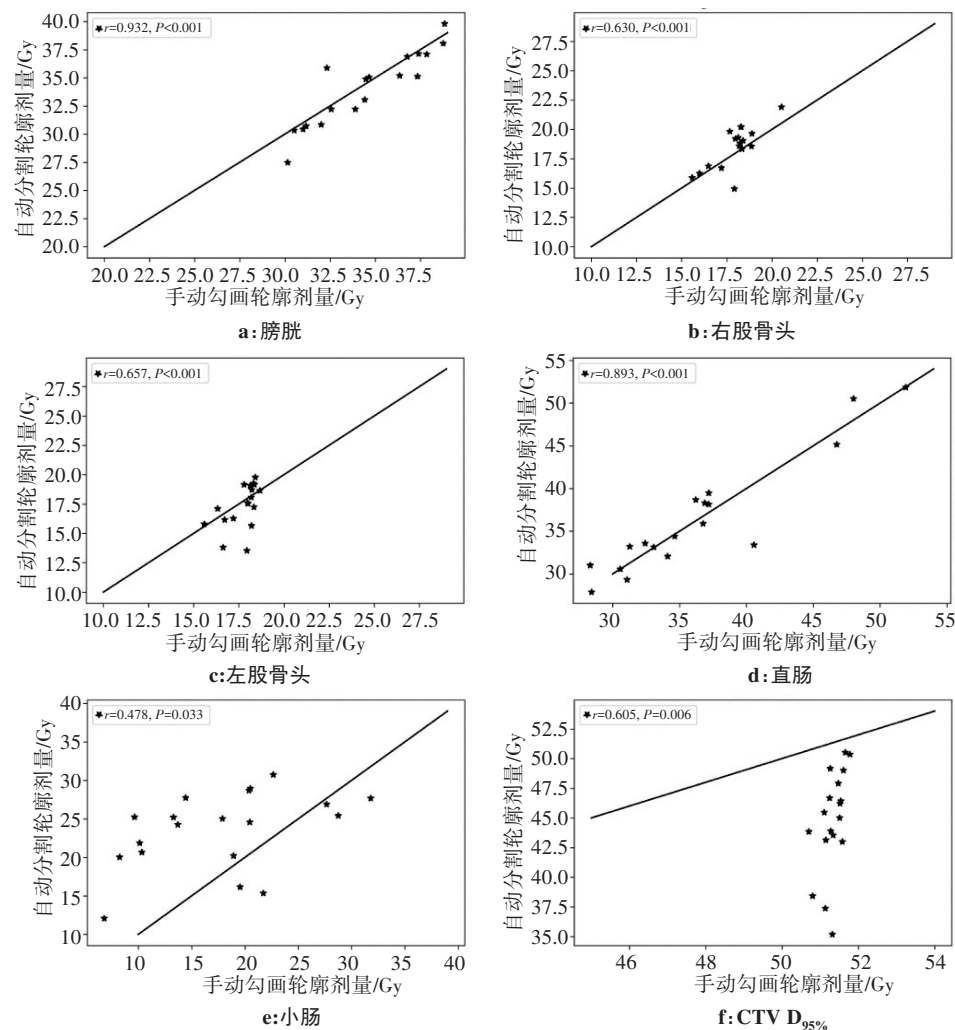 ★r=0.932, P<0.001
40.0
37.5
35.0
32.5
30.0
27.5
25.0
22.5
20.0
自动分割轮廓剂量/Gy
20.0 22.5 25.0 27.5 30.0 32.5 35.0 37.5
手动勾画轮廓剂量/Gy
a:膀胱
★r=0.630, P<0.001
27.5
25.0
22.5
20.0
17.5
15.0
12.5
10.0
自动分割轮廓剂量/Gy
10.0 12.5 15.0 17.5 20.0 22.5 25.0 27.5
手动勾画轮廓剂量/Gy
b:右股骨头
★r=0.657, P<0.001
27.5
25.0
22.5
20.0
17.5
15.0
12.5
10.0
自动分割轮廓剂量/Gy
10.0 12.5 15.0 17.5 20.0 22.5 25.0 27.5
手动勾画轮廓剂量/Gy
c:左股骨头
★r=0.893, P<0.001
55
50
45
40
35
30
25
自动分割轮廓剂量/Gy
30 35 40 45 50 55
手动勾画轮廓剂量/Gy
d:直肠
★r=0.478, P=0.033
40
35
30
25
20
15
10
自动分割轮廓剂量/Gy
10 15 20 25 30 35 40
手动勾画轮廓剂量/Gy
e:小肠
★r=0.605, P=0.006
52.5
50.0
47.5
45.0
42.5
40.0
37.5
35.0
自动分割轮廓剂量/Gy
46 48 50 52 54
手动勾画轮廓剂量/Gy
f:CTV D95%